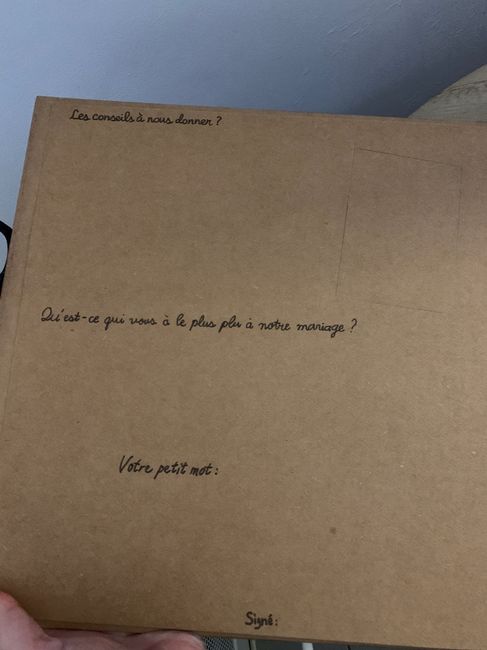 Les conseils à nous donner ?
Qu'est-ce qui vous à le plus plu à notre mariage ?
Votre petit mot :
Signé :